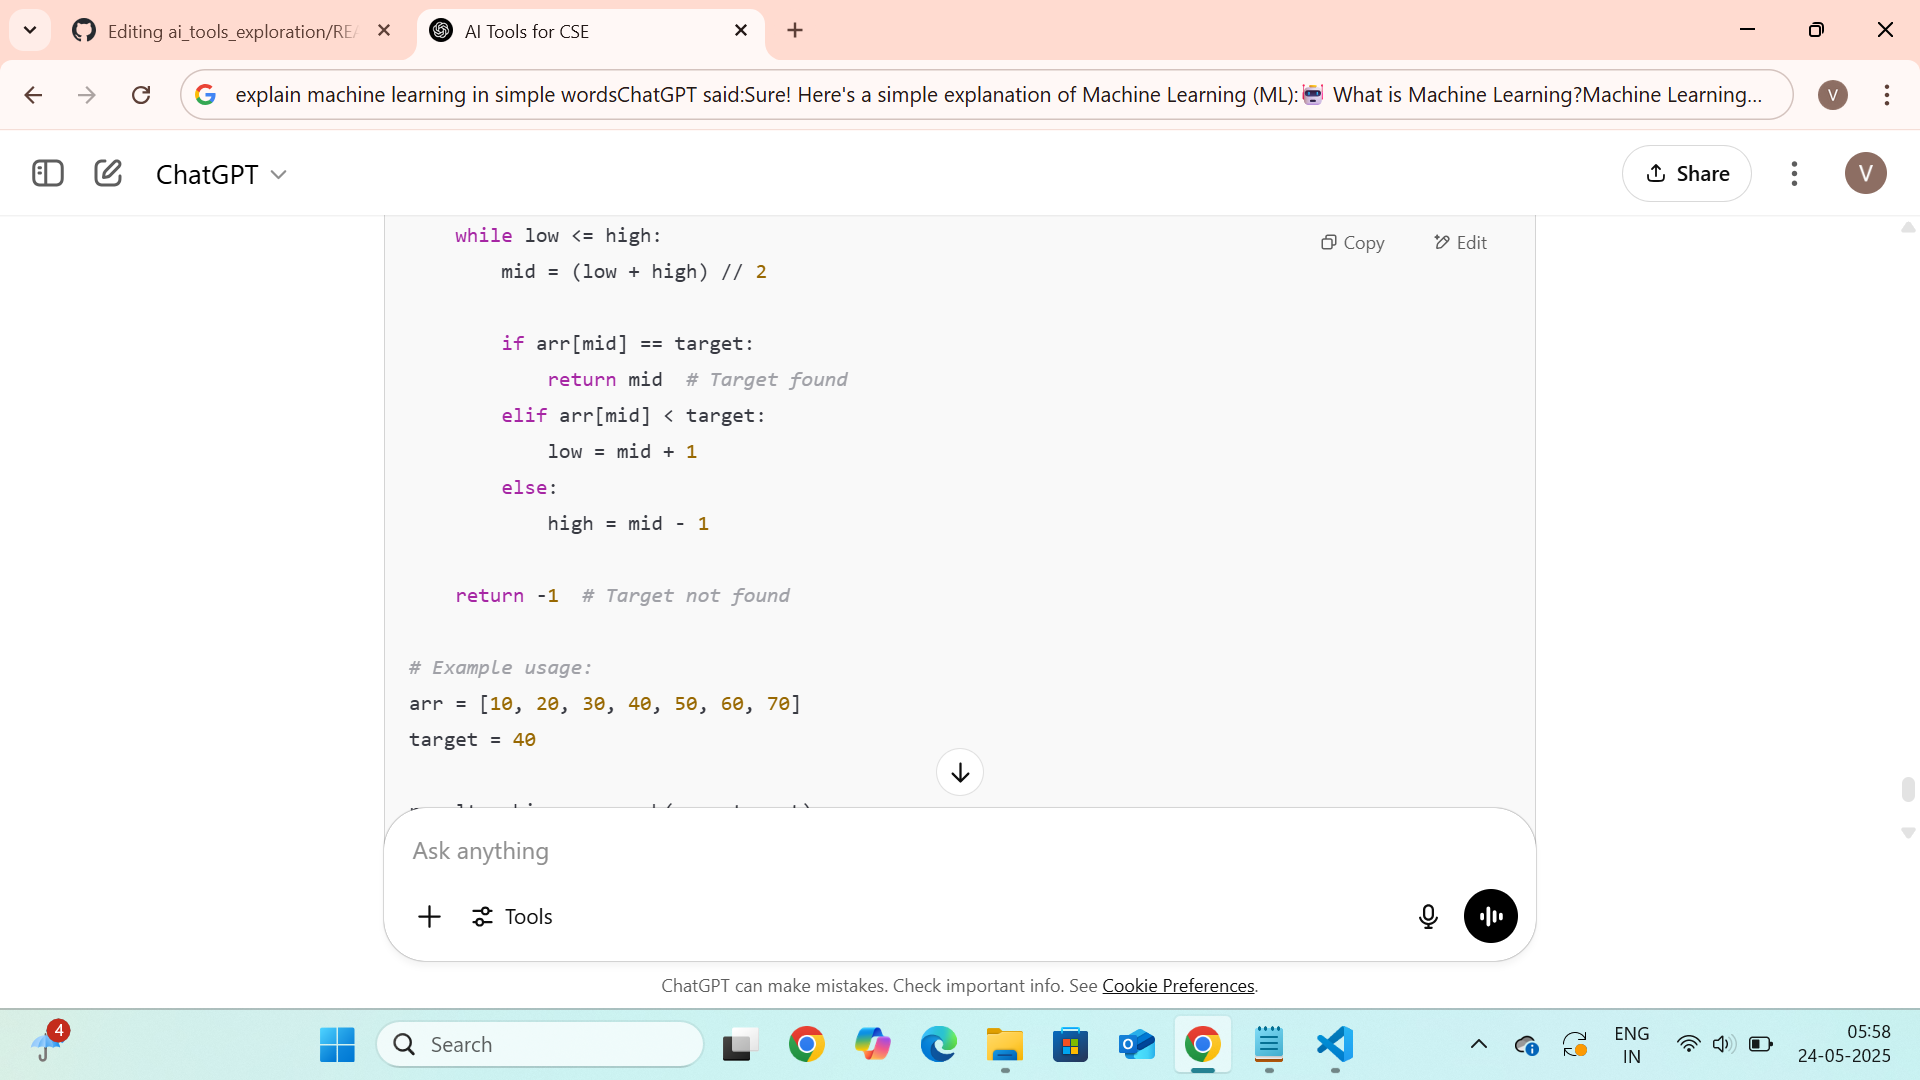 Editing ai_tools_exploration/REA
AI Tools for CSE
explain machine learning in simple wordsChatGPT said:Sure! Here's a simple explanation of Machine Learning (ML):🤖 What is Machine Learning?Machine Learning...
V
ChatGPT
Share
V
while low <= high:
Copy
Edit
mid = (low + high) // 2
if arr[mid] == target:
return mid  # Target found
elif arr[mid] < target:
low = mid + 1
else:
high = mid - 1
return -1  # Target not found
# Example usage:
arr = [10, 20, 30, 40, 50, 60, 70]
target = 40
Ask anything
Tools
ChatGPT can make mistakes. Check important info. See Cookie Preferences.
4
Search
ENG
IN
05:58
24-05-2025